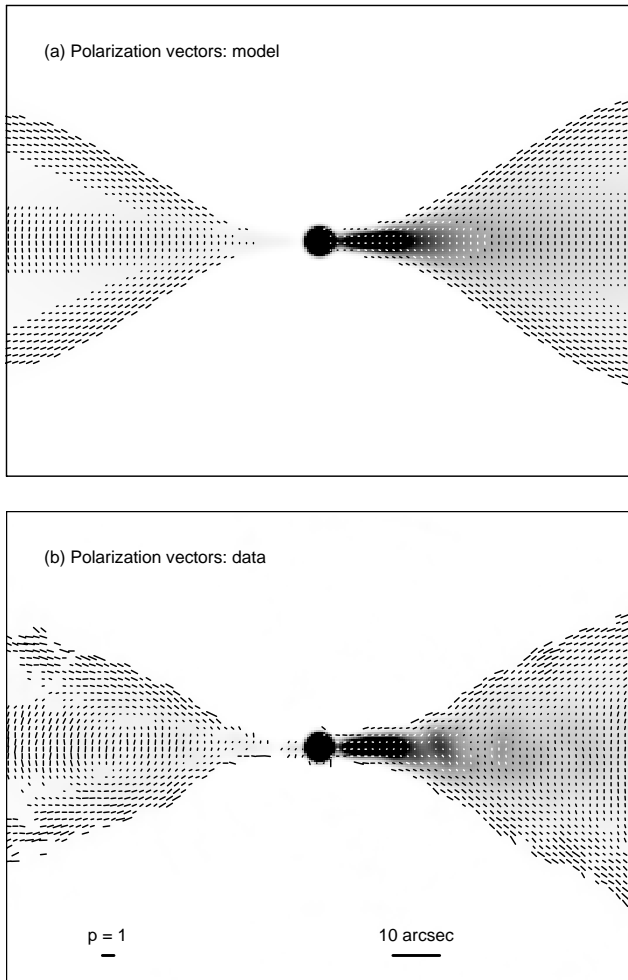 (a) Polarization vectors: model
(b) Polarization vectors: data
p = 1
10 arcsec